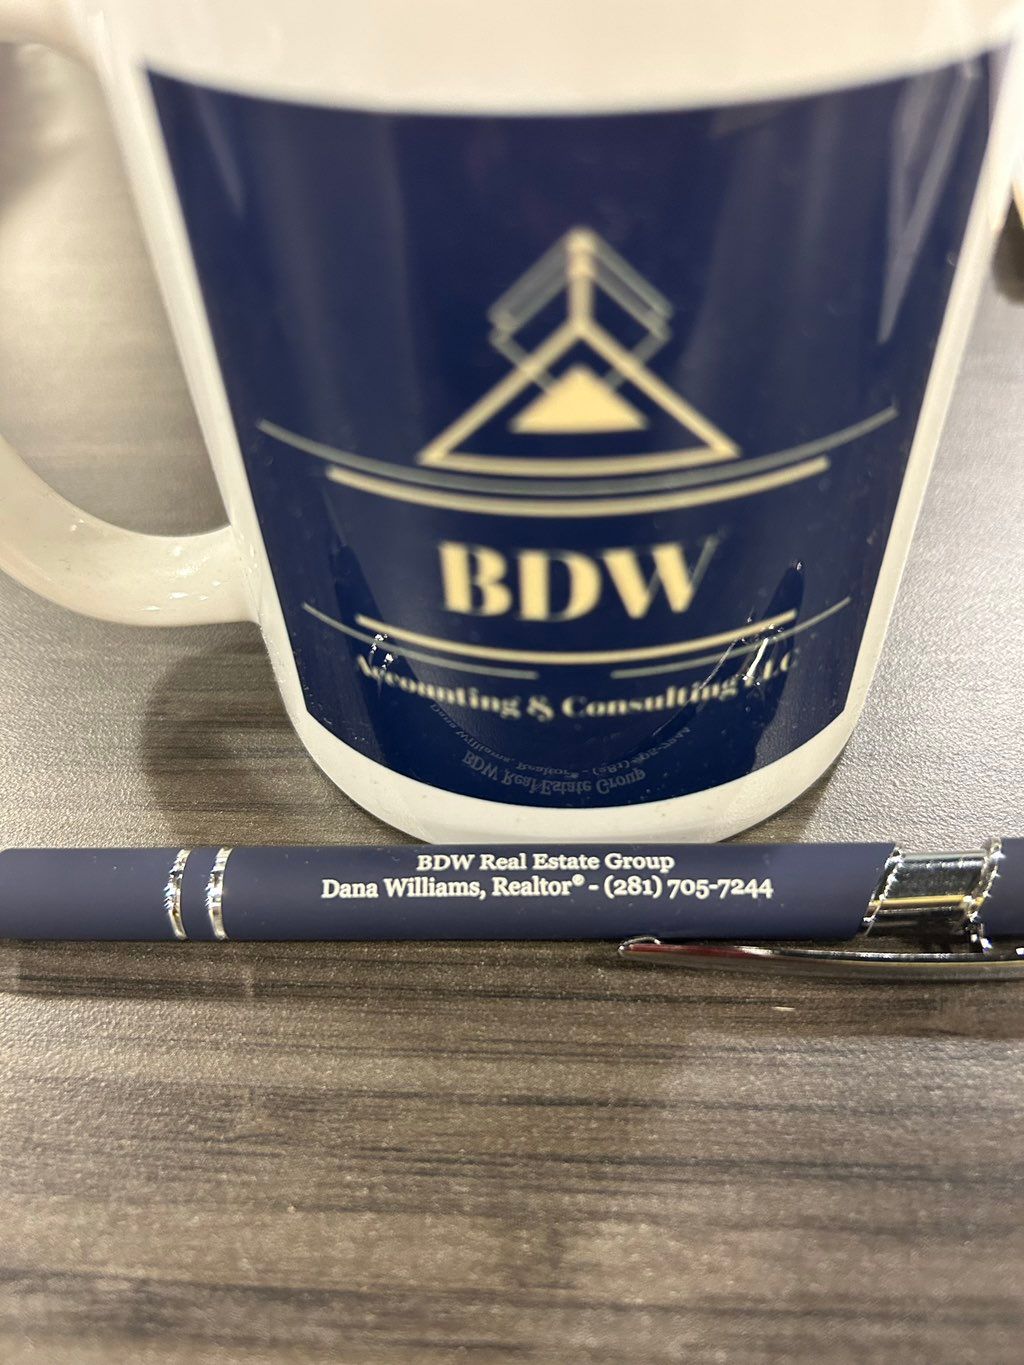 BDW
Accounting & Consulting LLC
BDW Real Estate Group
Dana Williams, Realtor® - (281) 705-7244